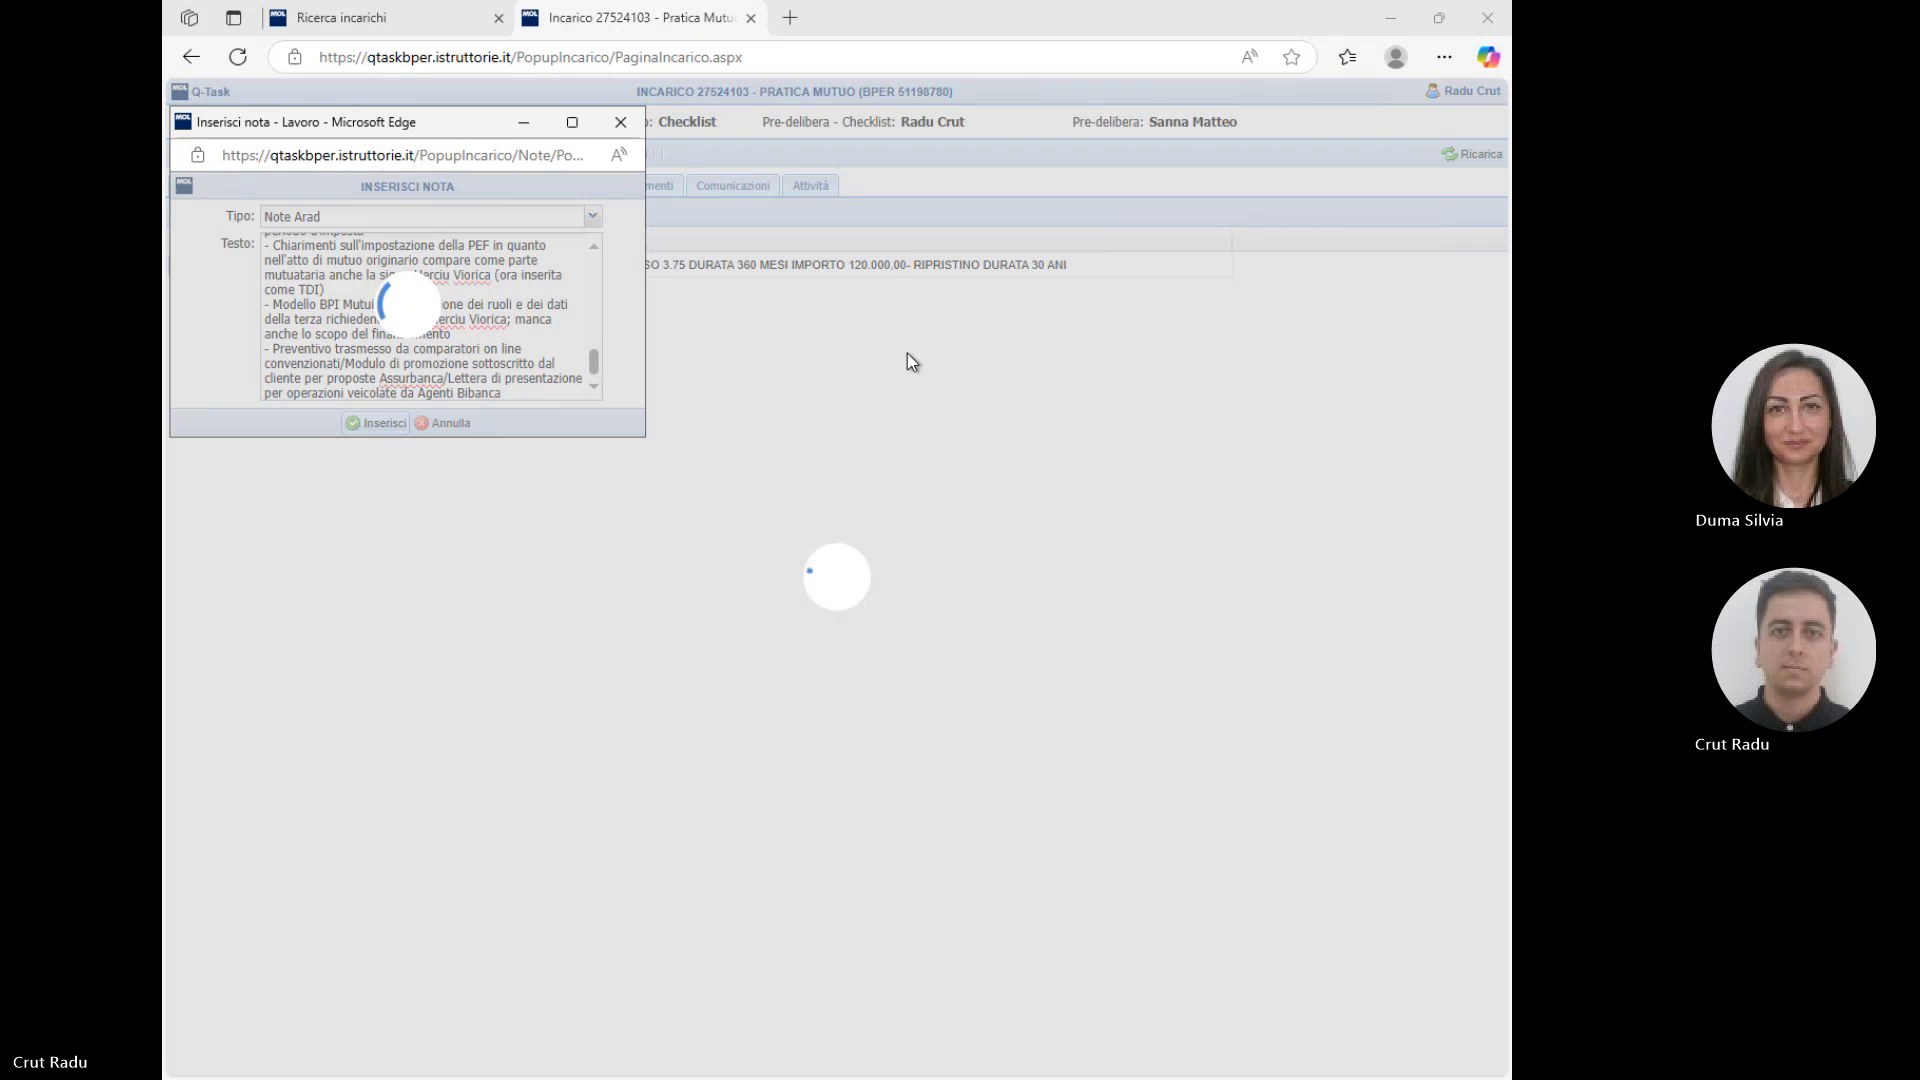 Ricerca incarichi
Incarico 27524103 - Pratica Mutu
https://qtaskbper.istruttorie.it/PopupIncarico/PaginaIncarico.aspx
MOL Q-Task
INCARICO 27524103 - PRATICA MUTUO (BPER 51198780)
Radu Crut
Inserisci nota - Lavoro - Microsoft Edge
Checklist
Pre-delibera - Checklist: Radu Crut
Pre-delibera: Sanna Matteo
https://qtaskbper.istruttorie.it/PopupIncarico/Note/Po...
Ricarica
INSERISCI NOTA
menti
Comunicazioni
Attività
Tipo: Note Arad
Testo:
- Chiarimenti sull'impostazione della PEF in quanto
nell'atto di mutuo originario compare come parte
mutuataria anche la Merciu Viorica (ora inserita
come TDI)
- Modello BPI Mutui one dei ruoli e dei dati
della terza Merciu Viorica; manca
anche lo scopo del finanziamento
- Preventivo trasmesso da comparatori on line
convenzionati/Modulo di promozione sottoscritto dal
cliente per proposte Assurbanca/Lettera di presentazione
per operazioni veicolate da Agenti Bibanca
SO 3.75 DURATA 360 MESI IMPORTO 120.000,00- RIPRISTINO DURATA 30 ANI
Inserisci
Annulla
Duma Silvia
Crut Radu
Crut Radu